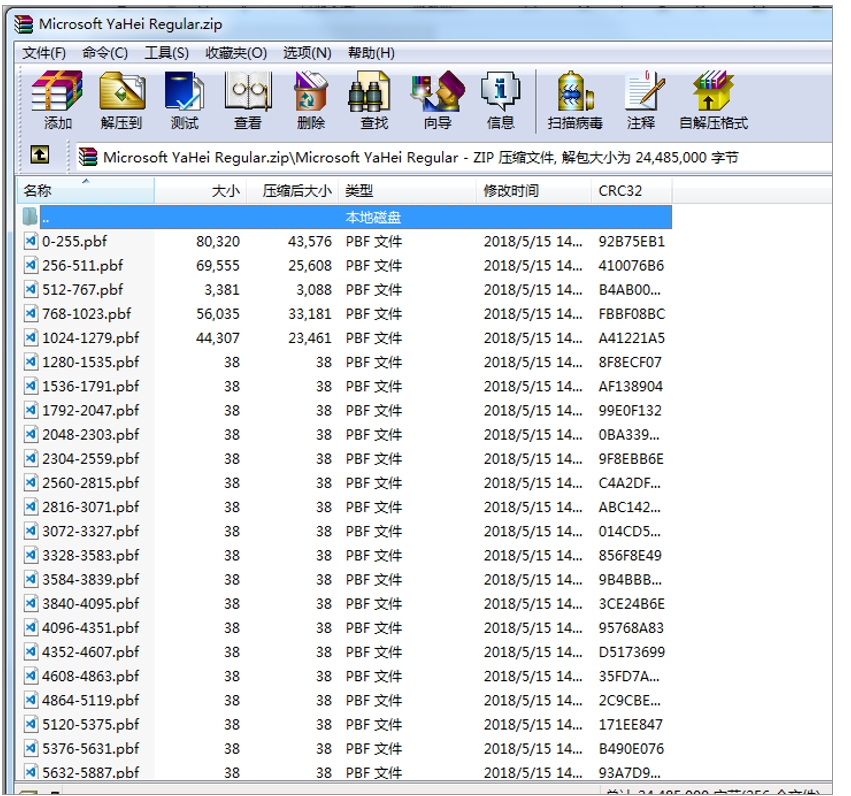 Microsoft YaHei Regular.zip
文件(F) 命令(C) 工具(S) 收藏夹(O) 选项(N) 帮助(H)
添加 解压到 测试 查看 删除 查找 向导 信息 扫描病毒 注释 自解压格式
Microsoft YaHei Regular.zip\Microsoft YaHei Regular - ZIP 压缩文件, 解包大小为 24,485,000 字节
名称 大小 压缩后大小 类型 修改时间 CRC32
.. 本地磁盘
0-255.pbf 80,320 43,576 PBF 文件 2018/5/15 14... 92B75EB1
256-511.pbf 69,555 25,608 PBF 文件 2018/5/15 14... 410076B6
512-767.pbf 3,381 3,088 PBF 文件 2018/5/15 14... B4AB00...
768-1023.pbf 56,035 33,181 PBF 文件 2018/5/15 14... FBBF08BC
1024-1279.pbf 44,307 23,461 PBF 文件 2018/5/15 14... A41221A5
1280-1535.pbf 38 38 PBF 文件 2018/5/15 14... 8F8ECF07
1536-1791.pbf 38 38 PBF 文件 2018/5/15 14... AF138904
1792-2047.pbf 38 38 PBF 文件 2018/5/15 14... 99E0F132
2048-2303.pbf 38 38 PBF 文件 2018/5/15 14... 0BA339...
2304-2559.pbf 38 38 PBF 文件 2018/5/15 14... 9F8EBB6E
2560-2815.pbf 38 38 PBF 文件 2018/5/15 14... C4A2DF...
2816-3071.pbf 38 38 PBF 文件 2018/5/15 14... ABC142...
3072-3327.pbf 38 38 PBF 文件 2018/5/15 14... 014CD5...
3328-3583.pbf 38 38 PBF 文件 2018/5/15 14... 856F8E49
3584-3839.pbf 38 38 PBF 文件 2018/5/15 14... 9B4BBB...
3840-4095.pbf 38 38 PBF 文件 2018/5/15 14... 3CE24B6E
4096-4351.pbf 38 38 PBF 文件 2018/5/15 14... 95768A83
4352-4607.pbf 38 38 PBF 文件 2018/5/15 14... D5173699
4608-4863.pbf 38 38 PBF 文件 2018/5/15 14... 35FD7A...
4864-5119.pbf 38 38 PBF 文件 2018/5/15 14... 2C9CBE...
5120-5375.pbf 38 38 PBF 文件 2018/5/15 14... 171EE847
5376-5631.pbf 38 38 PBF 文件 2018/5/15 14... B490E076
5632-5887.pbf 38 38 PBF 文件 2018/5/15 14... 93A7D9...
总计 24,485,000 字节(256 个文件)